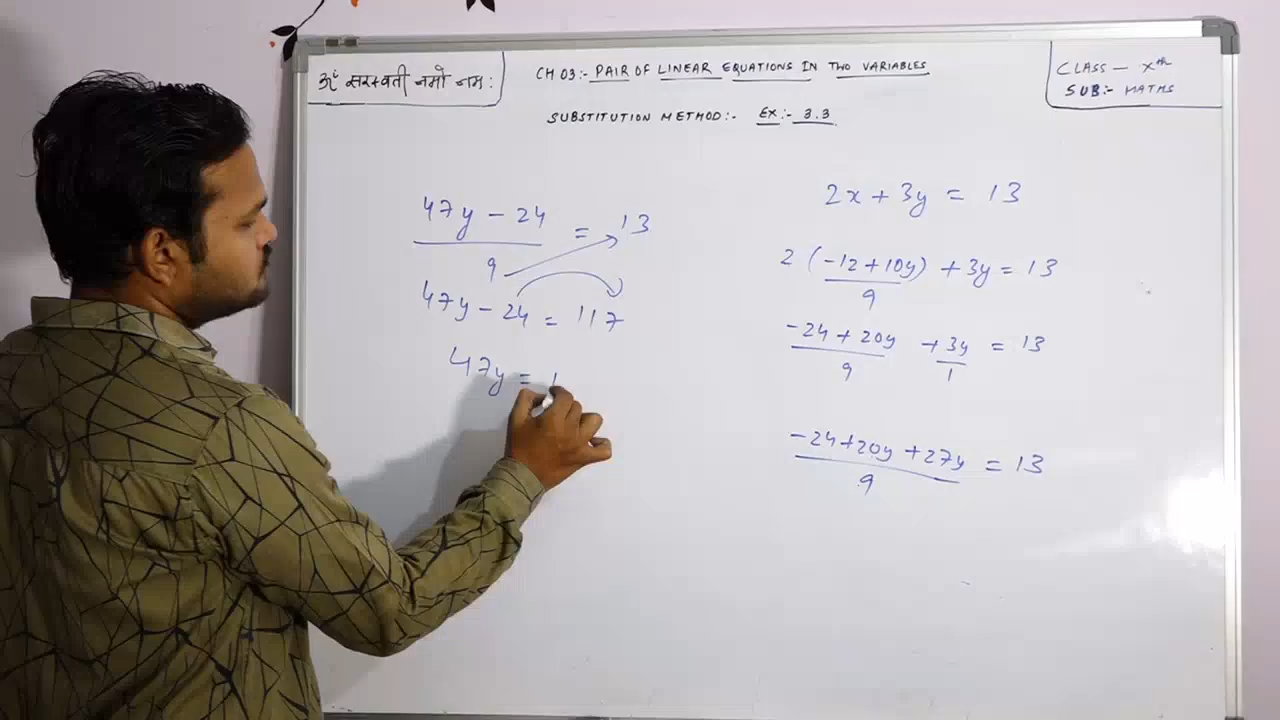 ॐ सरस्वती नमो नमः
CH 03:- PAIR OF LINEAR EQUATIONS IN TWO VARIABLES
CLASS – Xth
SUB:- MATHS
SUBSTITUTION METHOD:- EX:- 3.3
47y – 24 / 9 = 13
47y – 24 = 117
47y = 1
2x + 3y = 13
2 (-12 + 10y) / 9 + 3y = 13
-24 + 20y / 9 + 3y / 1 = 13
-24 + 20y + 27y / 9 = 13